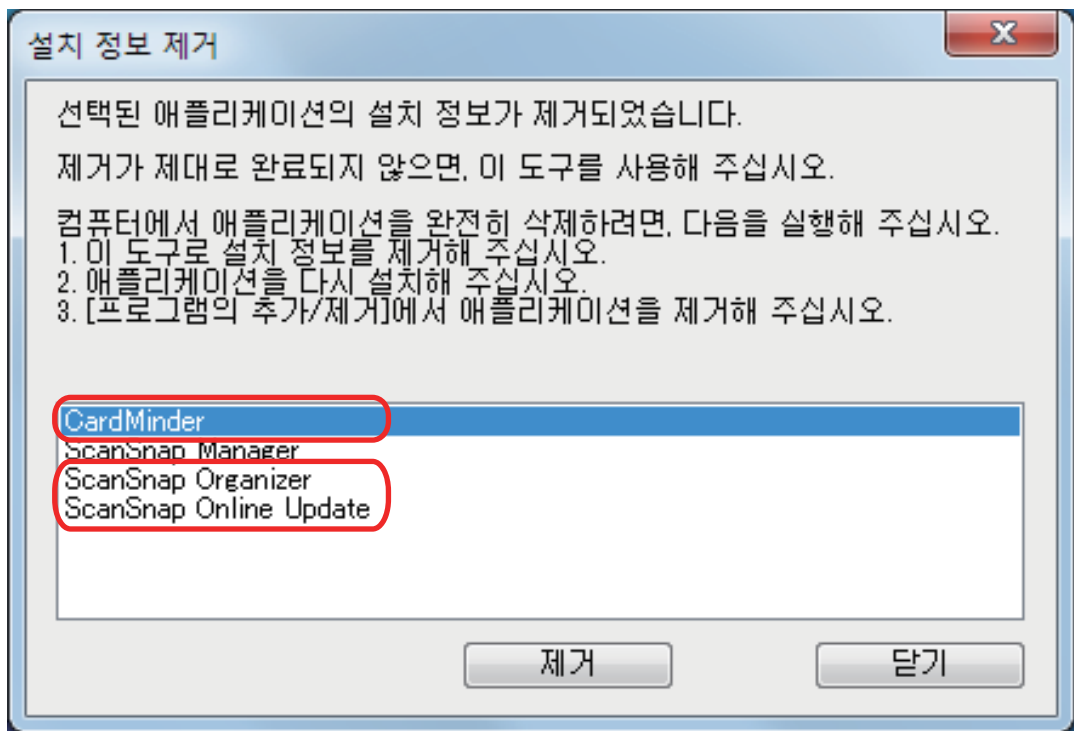 설치 정보 제거
선택된 애플리케이션의 설치 정보가 제거되었습니다.
제거가 제대로 완료되지 않으면, 이 도구를 사용해 주십시오.
컴퓨터에서 애플리케이션을 완전히 삭제하려면, 다음을 실행해 주십시오.
1. 이 도구로 설치 정보를 제거해 주십시오.
2. 애플리케이션을 다시 설치해 주십시오.
3. [프로그램의 추가/제거]에서 애플리케이션을 제거해 주십시오.
CardMinder
ScanSnap Manager
ScanSnap Organizer
ScanSnap Online Update
제거 닫기